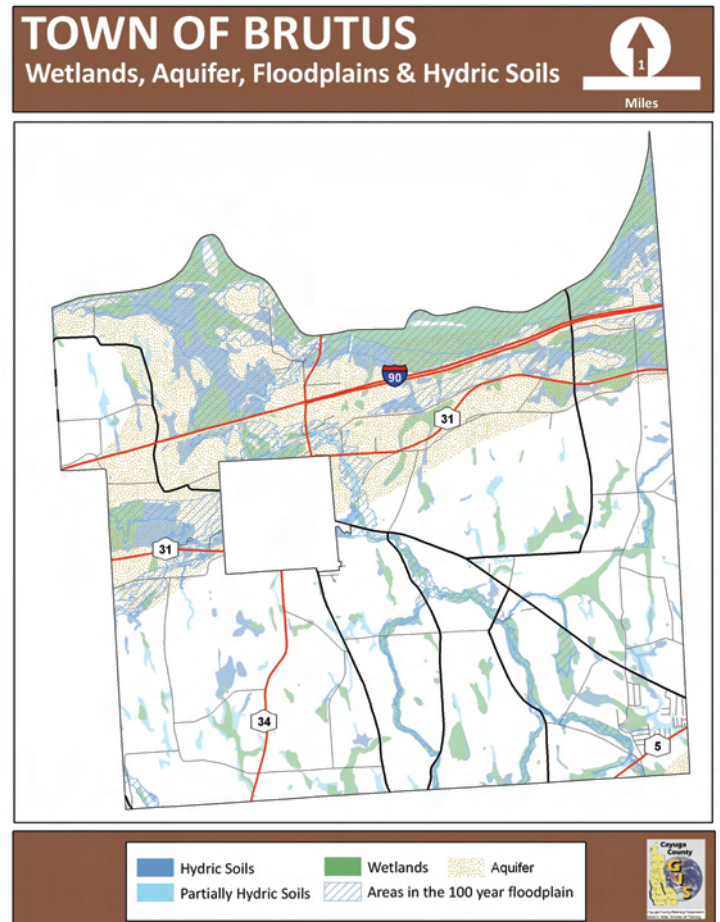 TOWN OF BRUTUS
Wetlands, Aquifer, Floodplains & Hydric Soils
1
Miles
90
31
31
34
5
Hydric Soils
Wetlands
Aquifer
Partially Hydric Soils
Areas in the 100 year floodplain
Cayuga
County
GIS